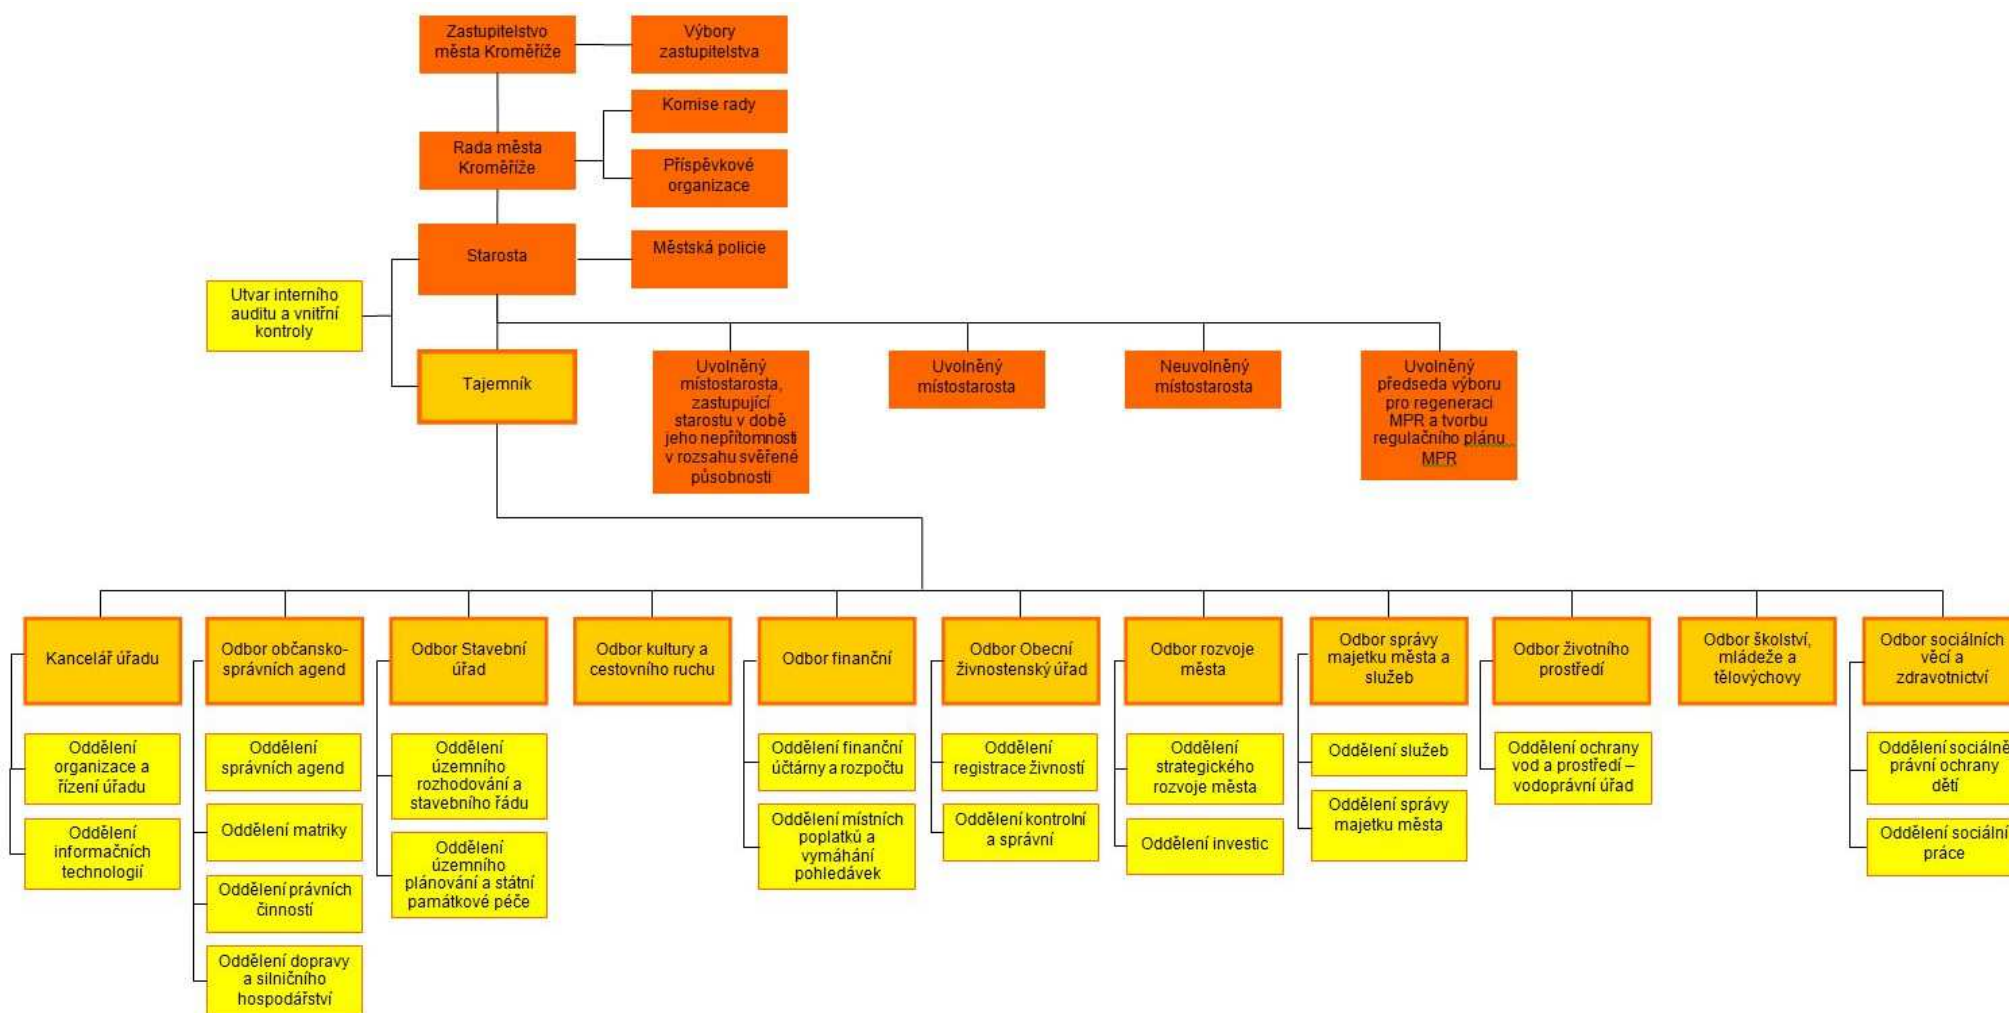 Zastupitelstvo
města Kroměříže
Výbory
zastupitelstva
Komise rady
Rada města
Kroměříže
Příspěvkové
organizace
Starosta
Městská policie
Utvar interního
auditu a vnitřní
kontroly
Tajemník
Uvolněný
místostarosta,
zastupující
starostu v době
jeho nepřítomnosti
v rozsahu svěřené
působnosti
Uvolněný
místostarosta
Neuvolněný
místostarosta
Uvolněný
předseda výboru
pro regeneraci
MPR a tvorbu
regulačního plánu
MPR
Kancelář úřadu
Odbor občansko-
správních agend
Odbor Stavební
úřad
Odbor kultury a
cestovního ruchu
Odbor finanční
Odbor Obecní
živnostenský úřad
Odbor rozvoje
města
Odbor správy
majetku města a
služeb
Odbor životního
prostředí
Odbor školství,
mládeže a
tělovýchovy
Odbor sociálních
věcí a
zdravotnictví
Oddělení
organizace a
řízení úřadu
Oddělení
informačních
technologií
Oddělení
správních agend
Oddělení matriky
Oddělení právních
činností
Oddělení dopravy
a silničního
hospodářství
Oddělení
územního
rozhodování a
stavebního řádu
Oddělení
územního
plánování a státní
památkové péče
Oddělení finanční
účtárny a rozpočtu
Oddělení místních
poplatků a
vymáhání
pohledávek
Oddělení
registrace živností
Oddělení kontrolní
a správní
Oddělení
strategického
rozvoje města
Oddělení investic
Oddělení služeb
Oddělení správy
majetku města
Oddělení ochrany
vod a prostředí –
vodoprávní úřad
Oddělení sociálně
právní ochrany
dětí
Oddělení sociální
práce